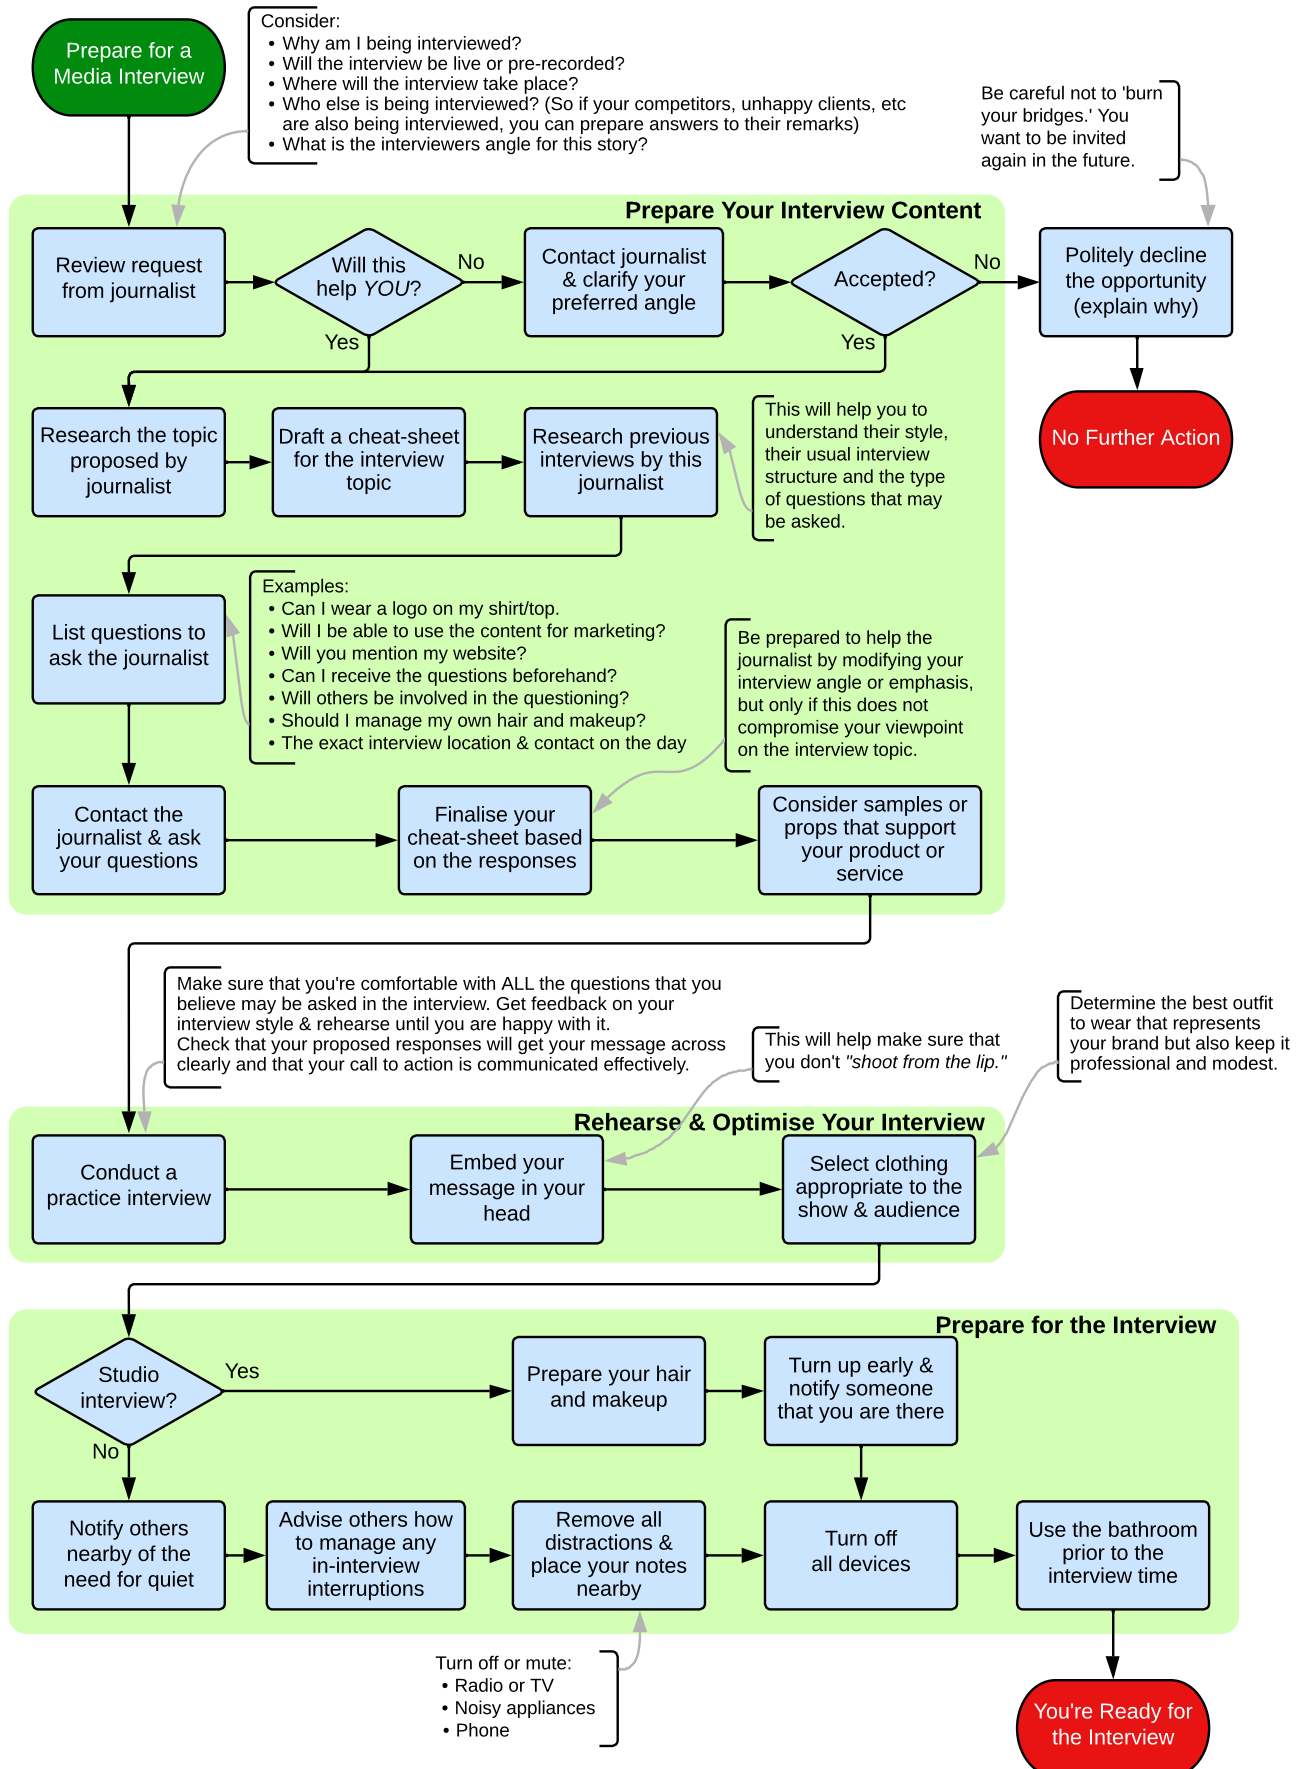 Prepare for a
Media Interview
Consider:
• Why am I being interviewed?
• Will the interview be live or pre-recorded?
• Where will the interview take place?
• Who else is being interviewed? (So if your competitors, unhappy clients, etc
are also being interviewed, you can prepare answers to their remarks)
• What is the interviewers angle for this story?
Be careful not to 'burn
your bridges.' You
want to be invited
again in the future.
Prepare Your Interview Content
Review request
from journalist
Will this
help YOU?
No
Yes
Contact journalist
& clarify your
preferred angle
Accepted?
No
Yes
Politely decline
the opportunity
(explain why)
No Further Action
Research the topic
proposed by
journalist
Draft a cheat-sheet
for the interview
topic
Research previous
interviews by this
journalist
This will help you to
understand their style,
their usual interview
structure and the type
of questions that may
be asked.
List questions to
ask the journalist
Examples:
• Can I wear a logo on my shirt/top.
• Will I be able to use the content for marketing?
• Will you mention my website?
• Can I receive the questions beforehand?
• Will others be involved in the questioning?
• Should I manage my own hair and makeup?
• The exact interview location & contact on the day
Be prepared to help the
journalist by modifying your
interview angle or emphasis,
but only if this does not
compromise your viewpoint
on the interview topic.
Contact the
journalist & ask
your questions
Finalise your
cheat-sheet based
on the responses
Consider samples or
props that support
your product or
service
Make sure that you're comfortable with ALL the questions that you
believe may be asked in the interview. Get feedback on your
interview style & rehearse until you are happy with it.
Check that your proposed responses will get your message across
clearly and that your call to action is communicated effectively.
This will help make sure that
you don't "shoot from the lip."
Determine the best outfit
to wear that represents
your brand but also keep it
professional and modest.
Rehearse & Optimise Your Interview
Conduct a
practice interview
Embed your
message in your
head
Select clothing
appropriate to the
show & audience
Prepare for the Interview
Studio
interview?
Yes
No
Prepare your hair
and makeup
Turn up early &
notify someone
that you are there
Notify others
nearby of the
need for quiet
Advise others how
to manage any
in-interview
interruptions
Remove all
distractions &
place your notes
nearby
Turn off
all devices
Use the bathroom
prior to the
interview time
Turn off or mute:
• Radio or TV
• Noisy appliances
• Phone
You're Ready for
the Interview